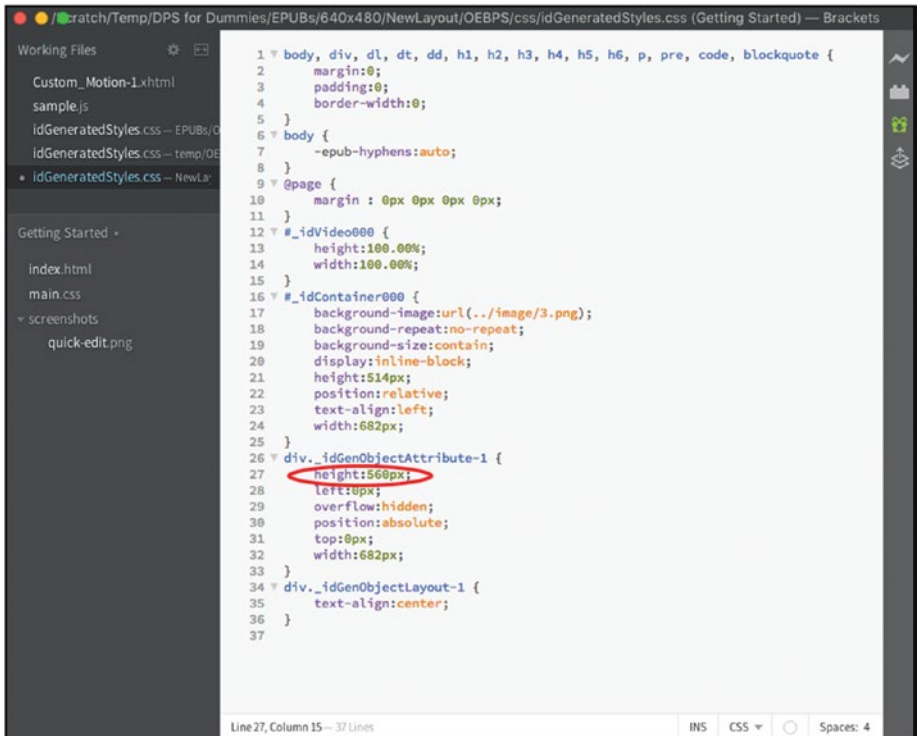 /Scratch/Temp/DPS for Dummies/EPUBs/640x480/NewLayout/OEBPS/css/idGeneratedStyles.css (Getting Started) — Brackets
Working Files
Custom_Motion-1.xhtml
sample.js
idGeneratedStyles.css — EPUBs/O
idGeneratedStyles.css — temp/OE
• idGeneratedStyles.css — NewLa
Getting Started
index.html
main.css
screenshots
quick-edit.png
1 body, div, dl, dt, dd, h1, h2, h3, h4, h5, h6, p, pre, code, blockquote {
2 margin:0;
3 padding:0;
4 border-width:0;
5 }
6 body {
7 -epub-hyphens:auto;
8 }
9 @page {
10 margin : 0px 0px 0px 0px;
11 }
12 #_idVideo000 {
13 height:100.00%;
14 width:100.00%;
15 }
16 #_idContainer000 {
17 background-image:url(../image/3.png);
18 background-repeat:no-repeat;
19 background-size:contain;
20 display:inline-block;
21 height:514px;
22 position:relative;
23 text-align:left;
24 width:682px;
25 }
26 div._idGenObjectAttribute-1 {
27 height:560px;
28 left:0px;
29 overflow:hidden;
30 position:absolute;
31 top:0px;
32 width:682px;
33 }
34 div._idGenObjectLayout-1 {
35 text-align:center;
36 }
37
Line 27, Column 15 — 37 Lines
INS CSS Spaces: 4